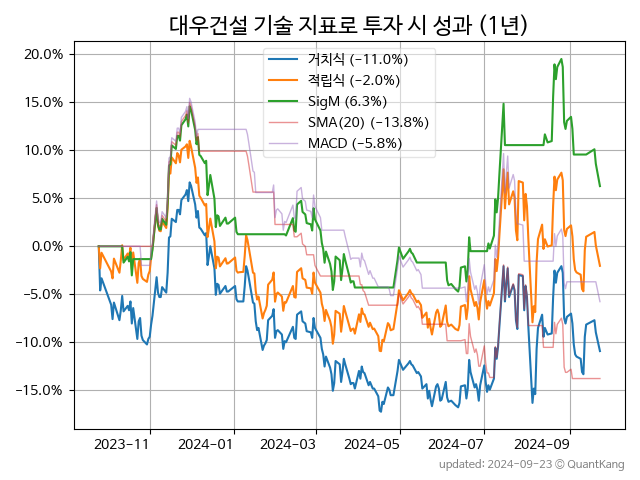 대우건설 기술 지표로 투자 시 성과 (1년)
20.0%
15.0%
10.0%
5.0%
0.0%
−5.0%
−10.0%
−15.0%
거치식 (−11.0%)
적립식 (−2.0%)
SigM (6.3%)
SMA(20) (−13.8%)
MACD (−5.8%)
2023-11 2024-01 2024-03 2024-05 2024-07 2024-09
updated: 2024-09-23 ⓒ QuantKang